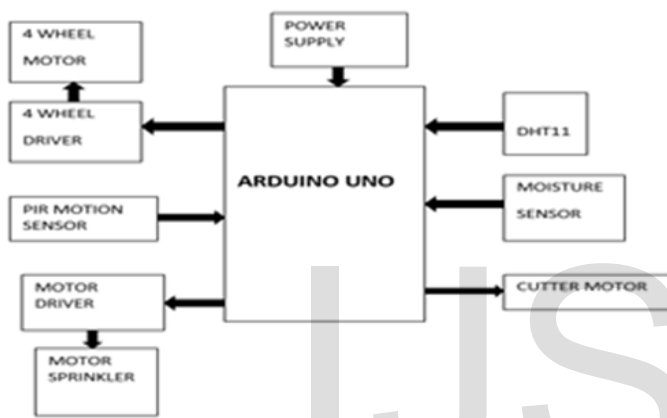 POWER
SUPPLY
4 WHEEL
MOTOR
4 WHEEL
DRIVER
PIR MOTION
SENSOR
MOTOR
DRIVER
MOTOR
SPRINKLER
ARDUINO UNO
DHT11
MOISTURE
SENSOR
CUTTER MOTOR